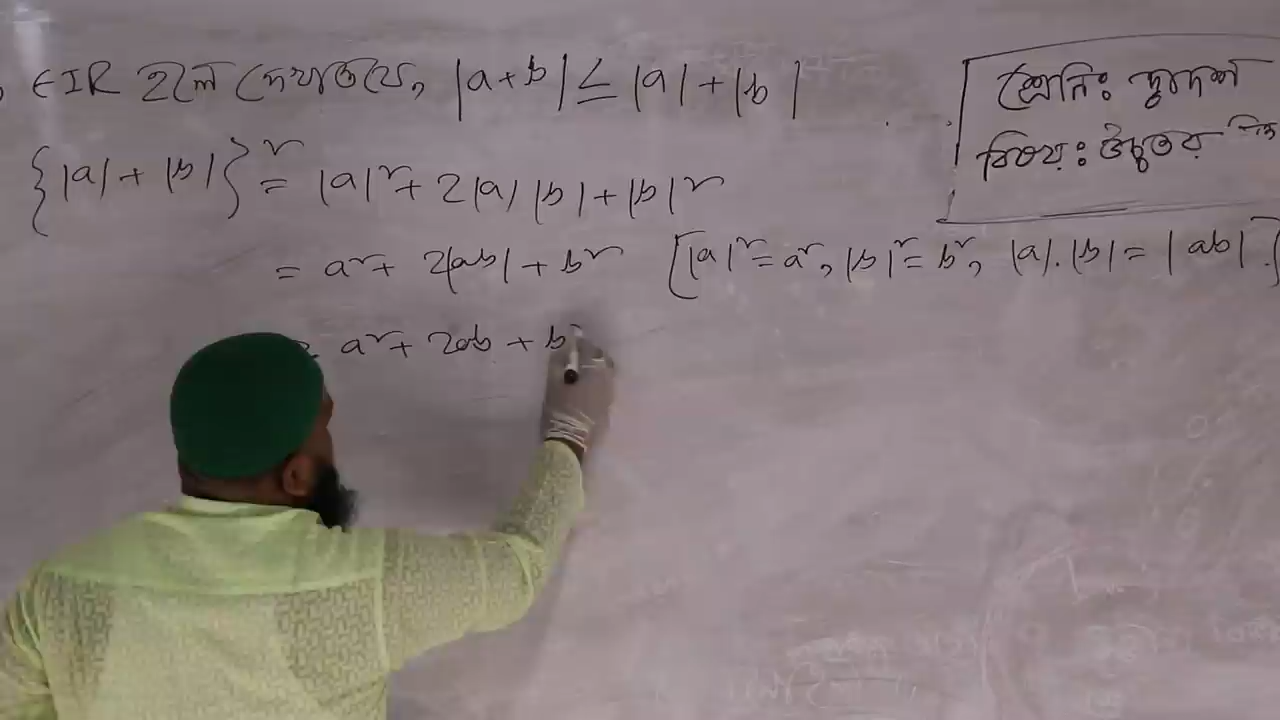 ∈ IR হলে দেখাও যে, |a+b| ≤ |a|+|b|
{|a|+|b|}² = |a|²+2|a||b|+|b|²
= a²+ 2|ab|+b² [|a|²=a², |b|²=b², |a|.|b|=|ab|.]
a²+2ab+b²
শ্রেনি: দ্বাদশ
বিষয়: উচ্চতর